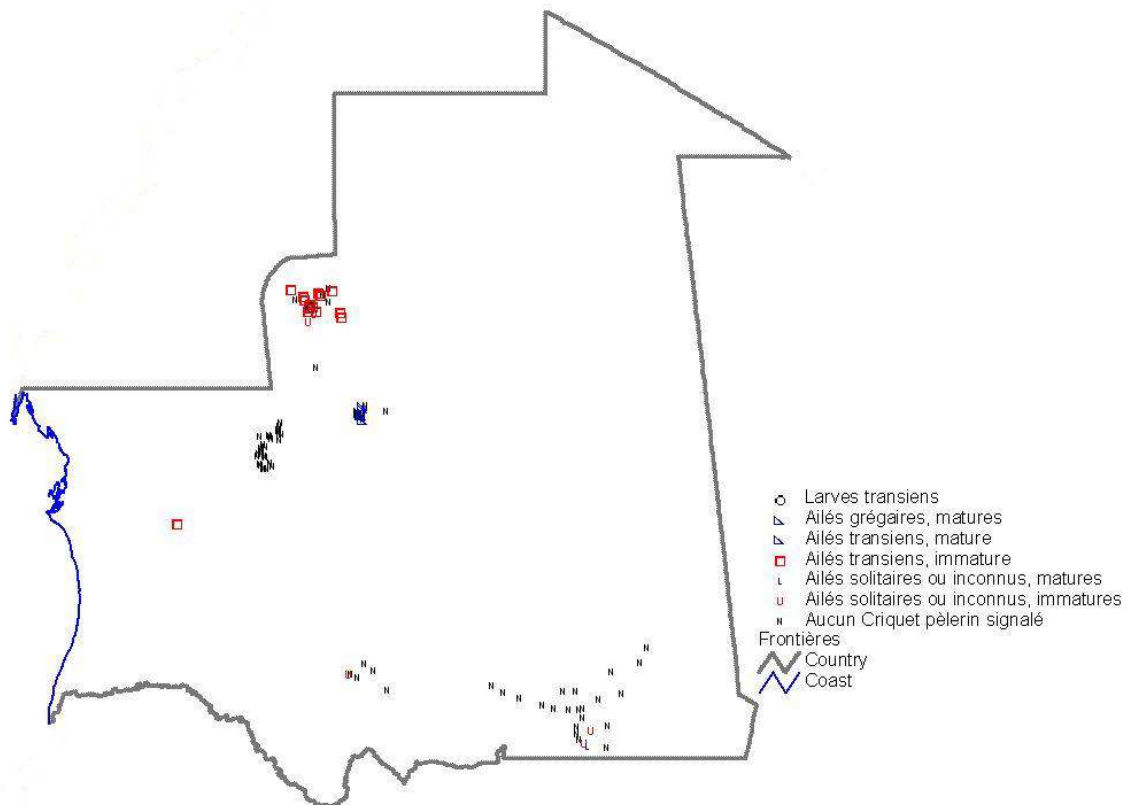 Larves transiens
Ailés grégaires, matures
Ailés transiens, mature
Ailés transiens, immature
L Ailés solitaires ou inconnus, matures
U Ailés solitaires ou inconnus, immatures
N Aucun Criquet pèlerin signalé
Frontières
Country
Coast